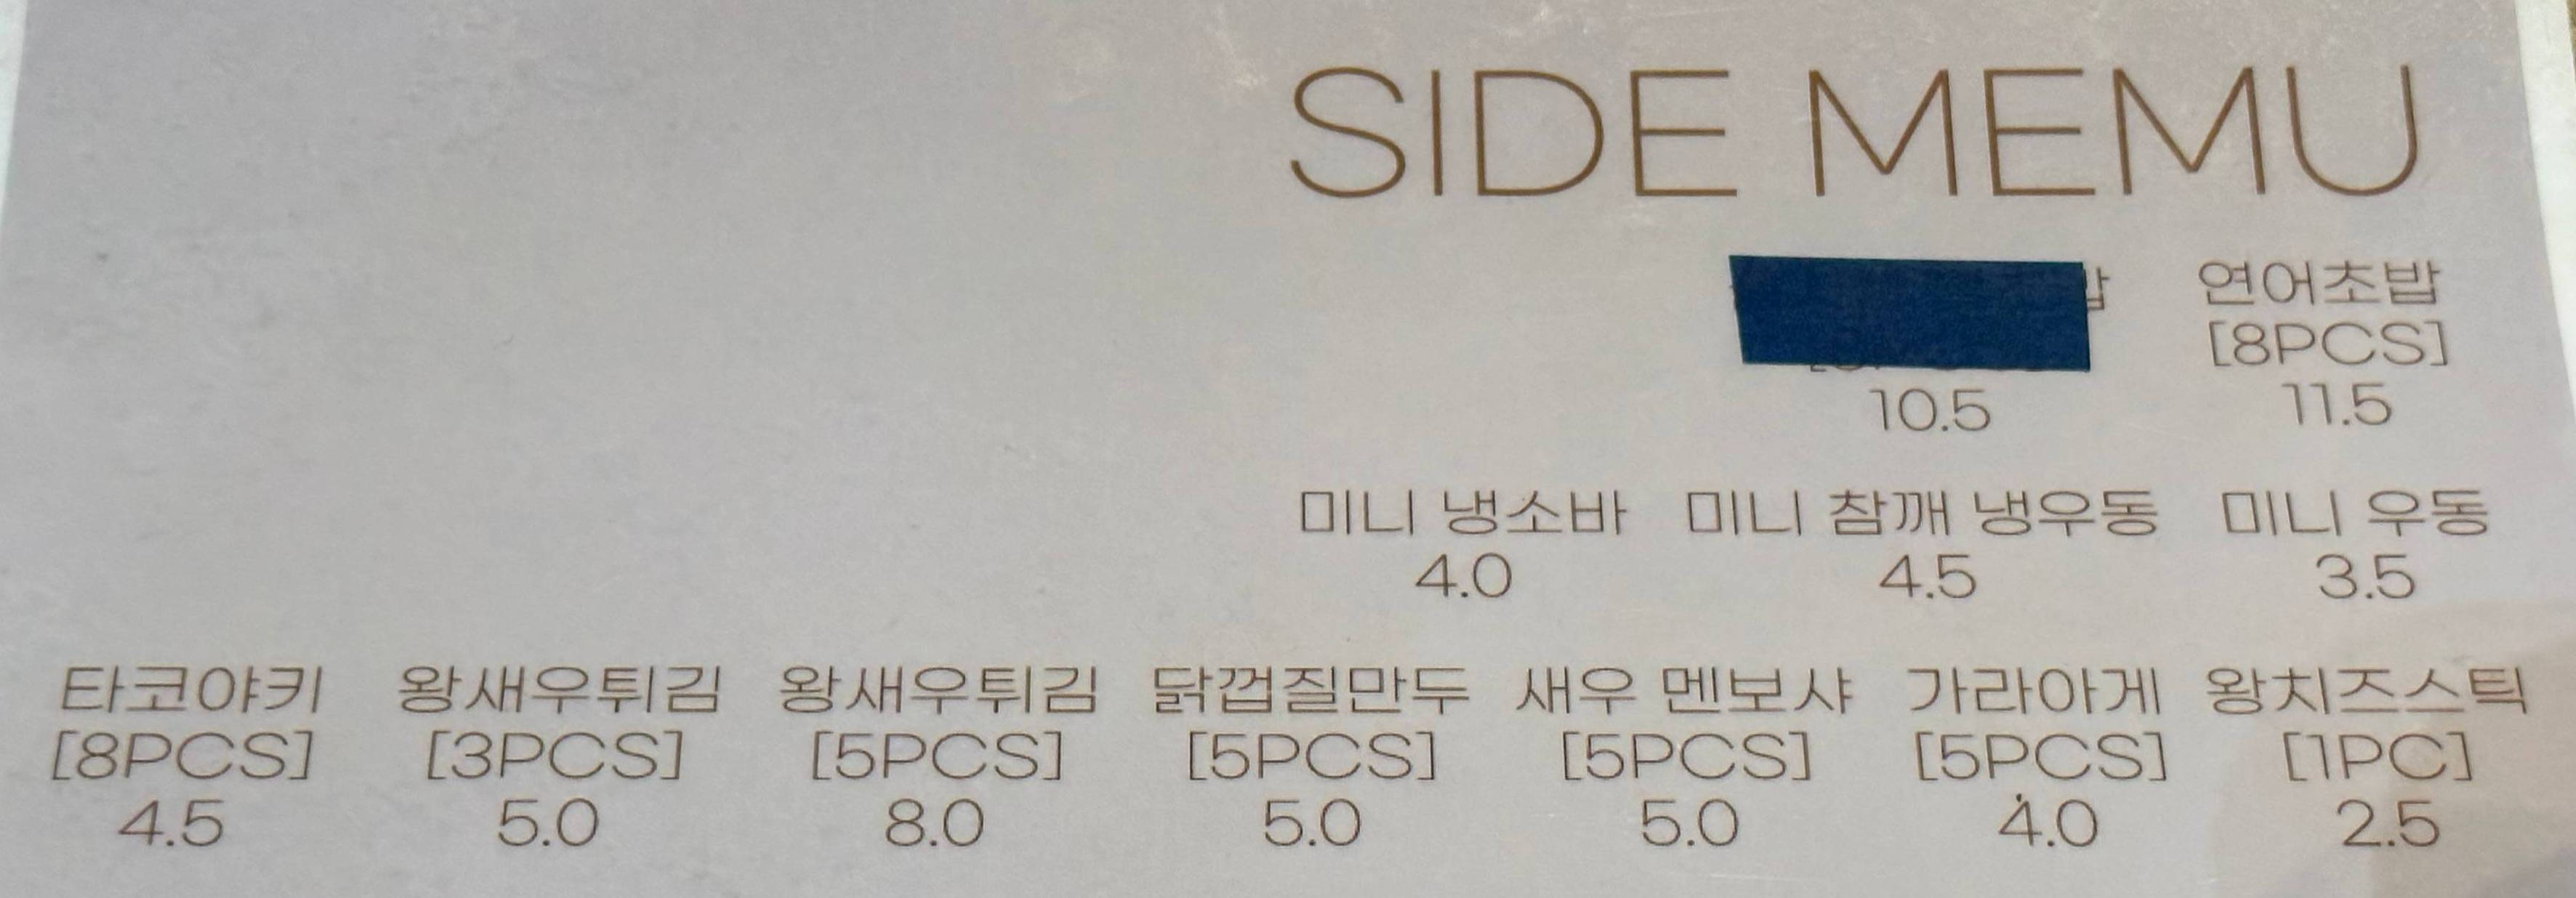 SIDE MEMU
연어초밥
[8PCS]
10.5 11.5
미니 냉소바 미니 참깨 냉우동 미니 우동
4.0 4.5 3.5
타코야키 왕새우튀김 왕새우튀김 닭껍질만두 새우 멘보샤 가라아게 왕치즈스틱
[8PCS] [3PCS] [5PCS] [5PCS] [5PCS] [5PCS] [1PC]
4.5 5.0 8.0 5.0 5.0 4.0 2.5